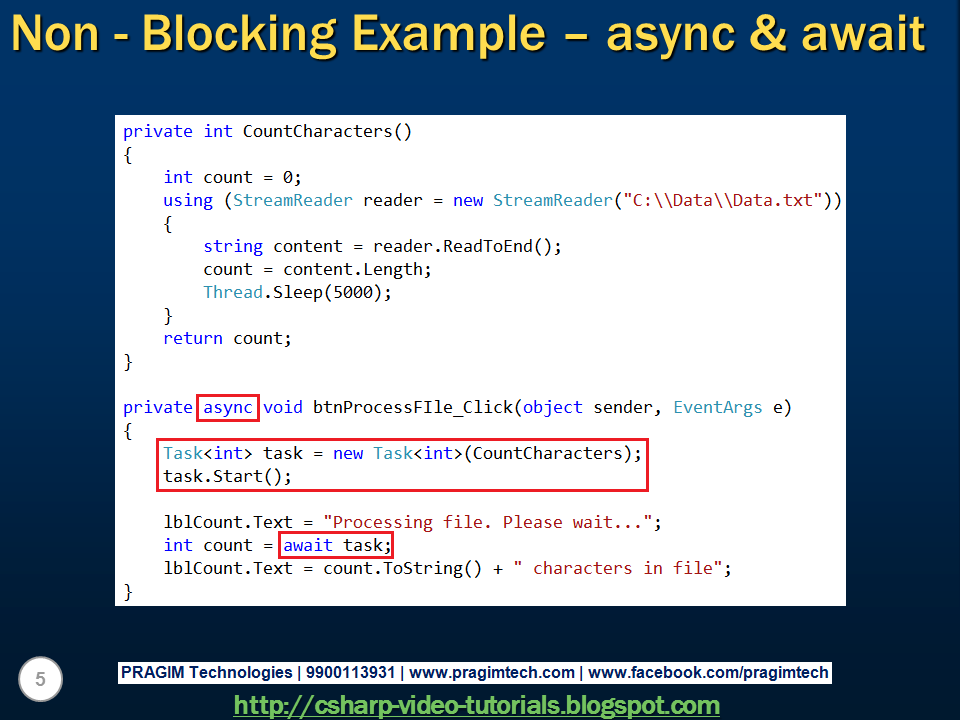 Non - Blocking Example – async & await
private int CountCharacters()
{
    int count = 0;
    using (StreamReader reader = new StreamReader("C:\\Data\\Data.txt"))
    {
        string content = reader.ReadToEnd();
        count = content.Length;
        Thread.Sleep(5000);
    }
    return count;
}
private async void btnProcessFIle_Click(object sender, EventArgs e)
{
    Task<int> task = new Task<int>(CountCharacters);
    task.Start();
    lblCount.Text = "Processing file. Please wait...";
    int count = await task;
    lblCount.Text = count.ToString() + " characters in file";
}
5
PRAGIM Technologies | 9900113931 | www.pragimtech.com | www.facebook.com/pragimtech
http://csharp-video-tutorials.blogspot.com